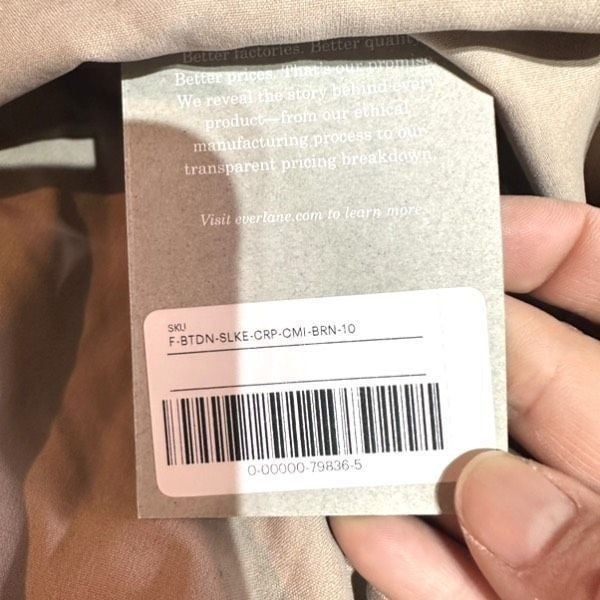 Better factories. Better quality.
Better prices. That's our promise.
We reveal the story behind every
product—from our ethical
manufacturing process to our
transparent pricing breakdown.
Visit everlane.com to learn more.
SKU
F-BTDN-SLKE-CRP-CMI-BRN-10
0-00000-79836-5